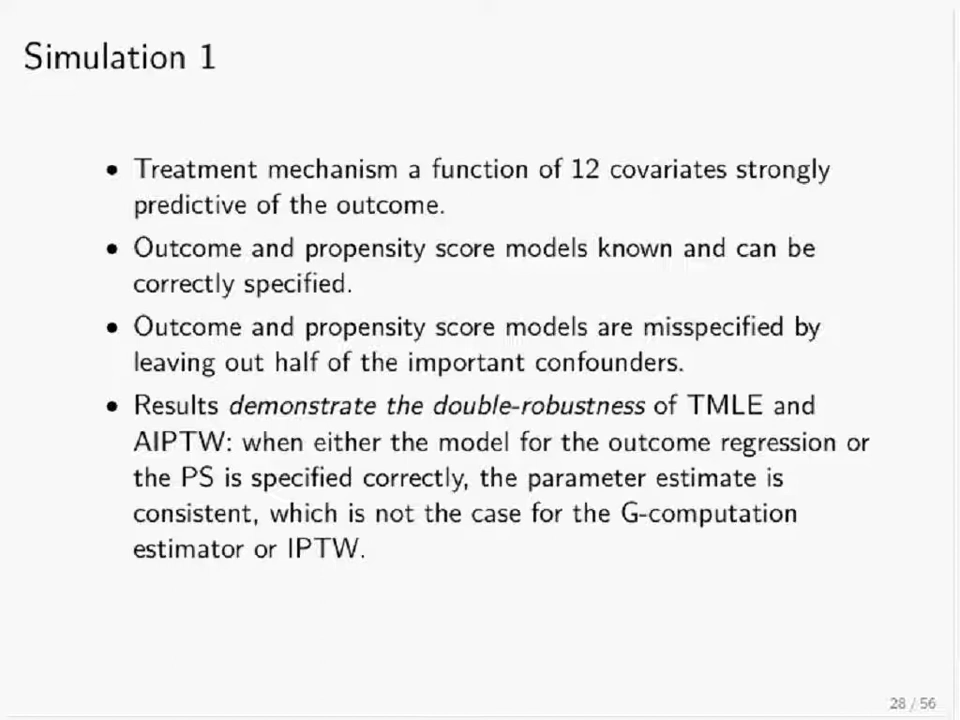 Simulation 1
• Treatment mechanism a function of 12 covariates strongly
predictive of the outcome.
• Outcome and propensity score models known and can be
correctly specified.
• Outcome and propensity score models are misspecified by
leaving out half of the important confounders.
• Results demonstrate the double-robustness of TMLE and
AIPTW: when either the model for the outcome regression or
the PS is specified correctly, the parameter estimate is
consistent, which is not the case for the G-computation
estimator or IPTW.
28 / 56